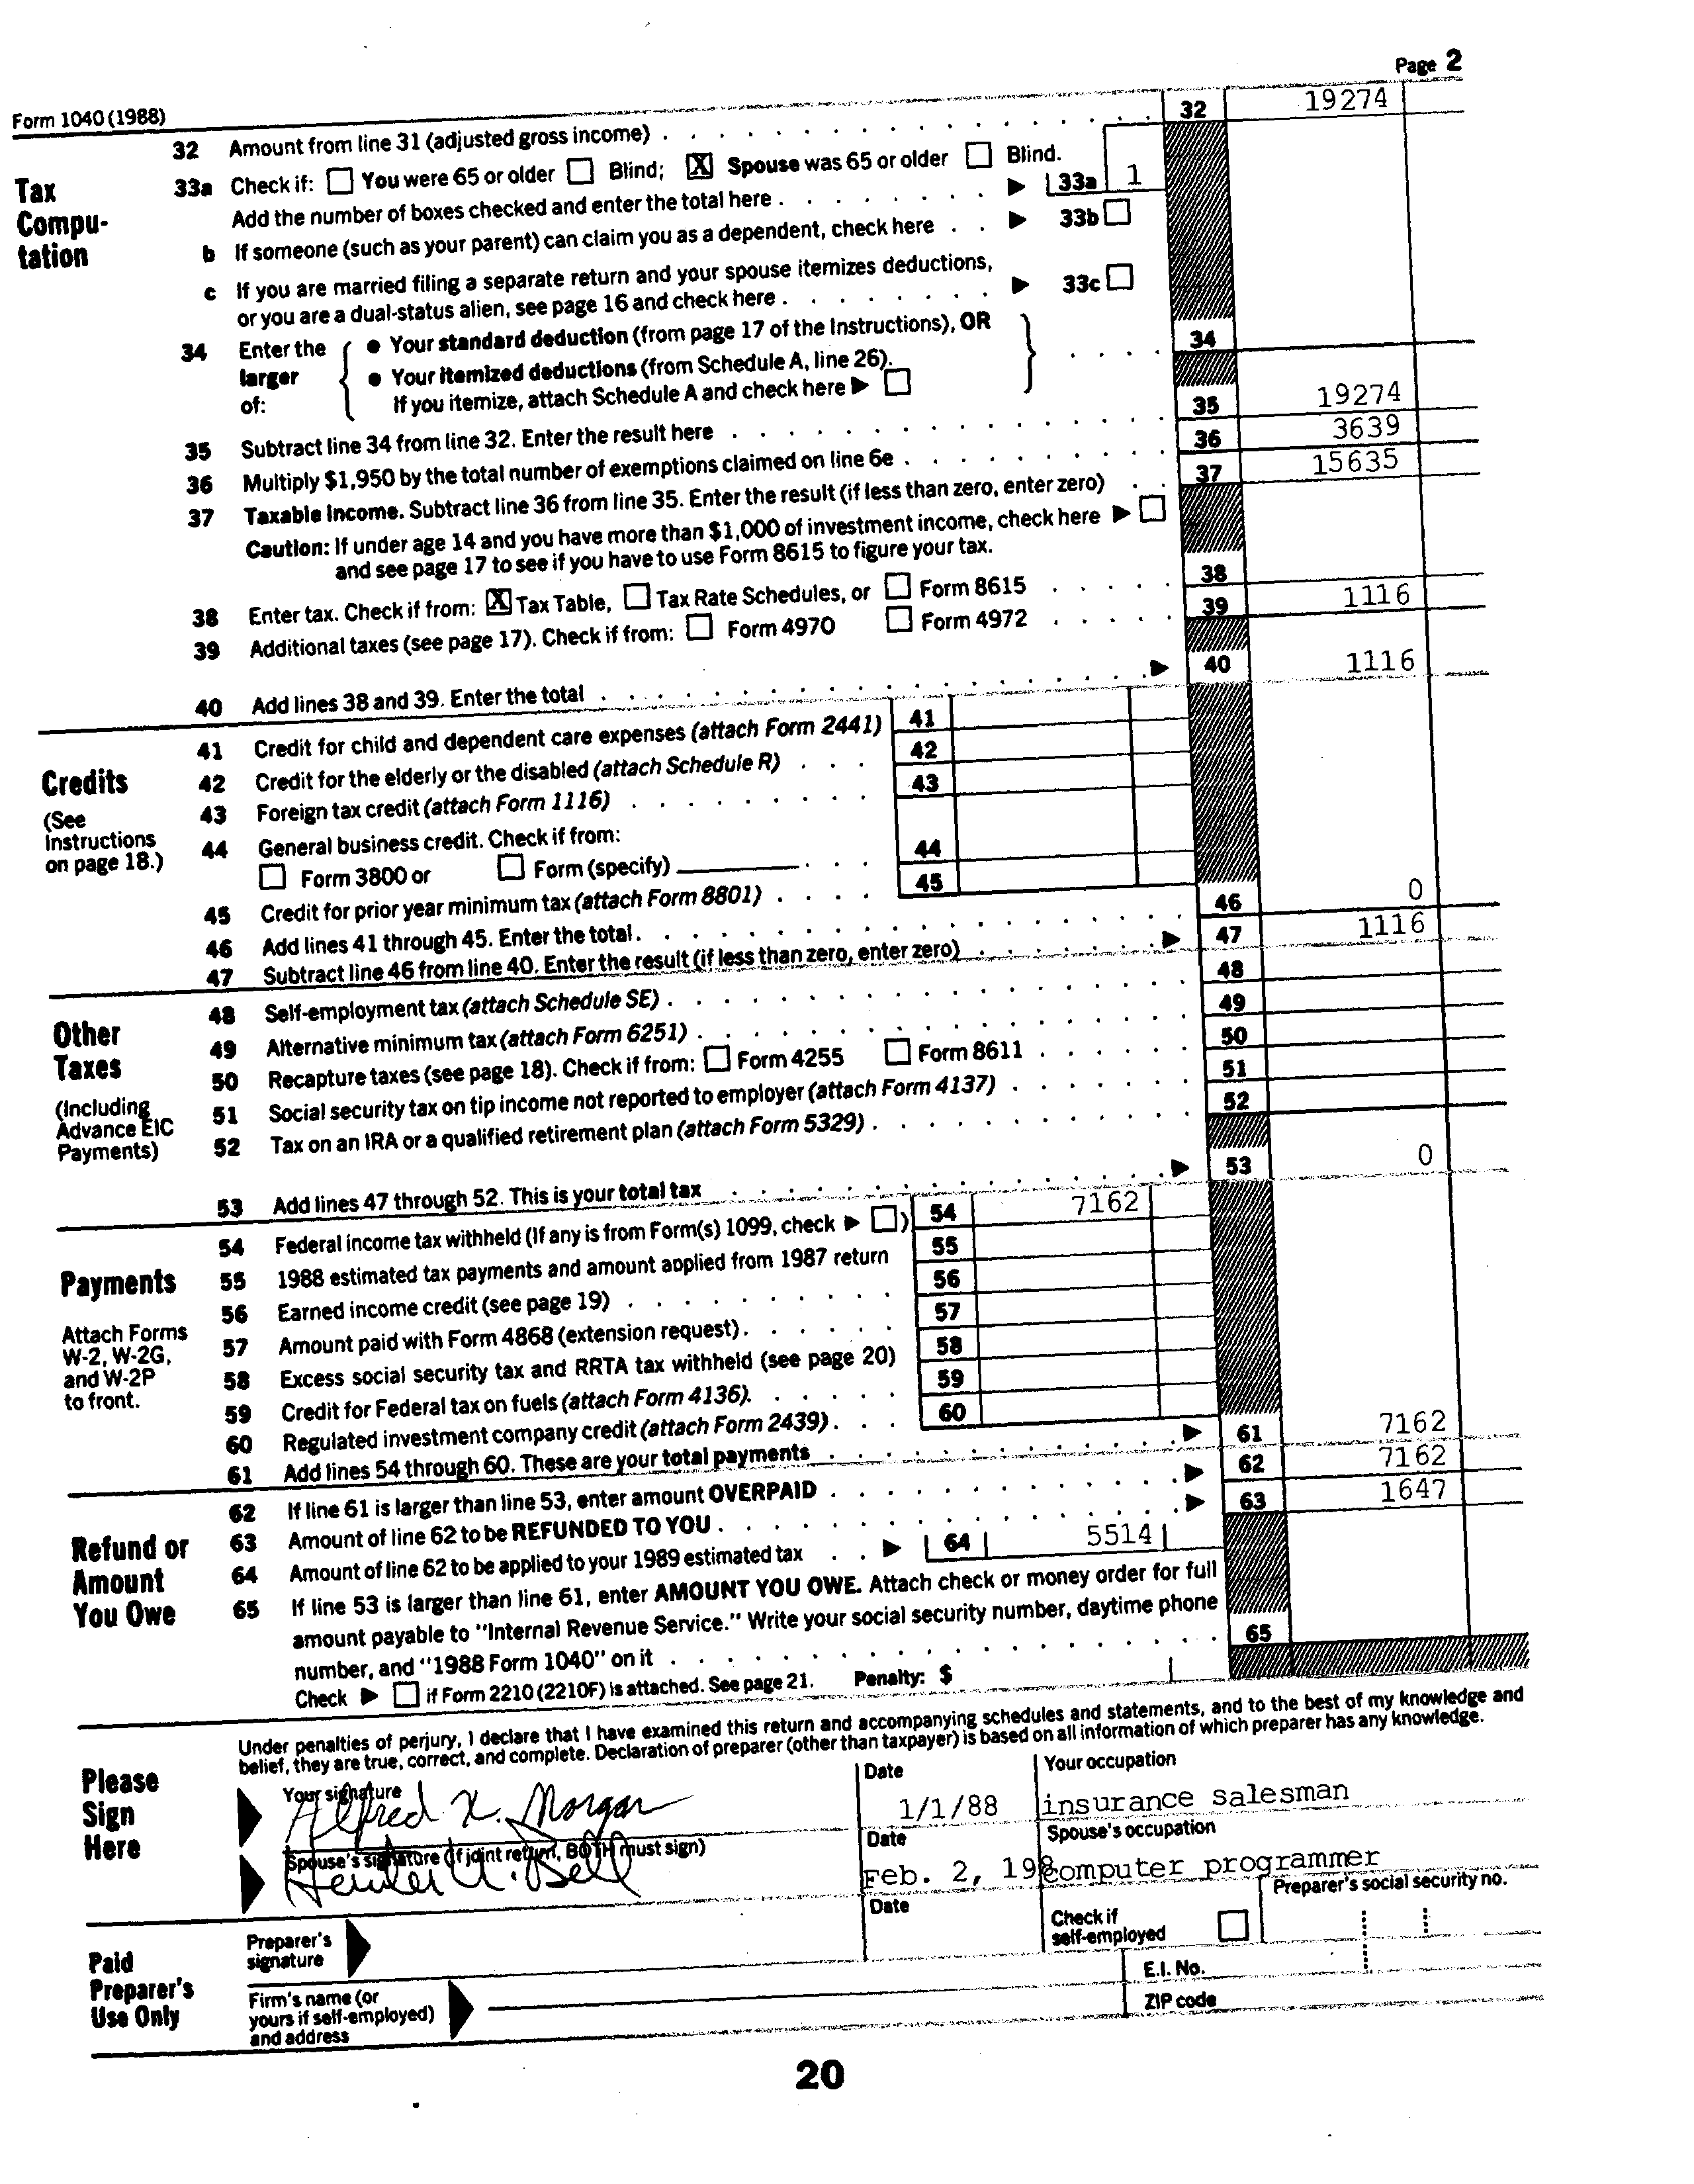 Page 2
Form 1040 (1988)
32 Amount from line 31 (adjusted gross income) . . . 32 19274
Tax Compu- tation
33a Check if: You were 65 or older Blind; X Spouse was 65 or older Blind.
Add the number of boxes checked and enter the total here . . . 33a 1
b If someone (such as your parent) can claim you as a dependent, check here . . 33b
c If you are married filing a separate return and your spouse itemizes deductions,
or you are a dual-status alien, see page 16 and check here . . . 33c
34 Enter the larger of:
• Your standard deduction (from page 17 of the Instructions), OR
• Your itemized deductions (from Schedule A, line 26).
If you itemize, attach Schedule A and check here
34
35 Subtract line 34 from line 32. Enter the result here . . . 35 19274
36 Multiply $1,950 by the total number of exemptions claimed on line 6e . . . 36 3639
37 Taxable income. Subtract line 36 from line 35. Enter the result (if less than zero, enter zero) . . 37 15635
Caution: If under age 14 and you have more than $1,000 of investment income, check here
and see page 17 to see if you have to use Form 8615 to figure your tax.
38 Enter tax. Check if from: X Tax Table, Tax Rate Schedules, or Form 8615 . . . 38
39 Additional taxes (see page 17). Check if from: Form 4970 Form 4972 . . . 39 1116
40 Add lines 38 and 39. Enter the total . . . 40 1116
Credits
(See Instructions on page 18.)
41 Credit for child and dependent care expenses (attach Form 2441) 41
42 Credit for the elderly or the disabled (attach Schedule R) . . . 42
43 Foreign tax credit (attach Form 1116) . . . 43
44 General business credit. Check if from:
Form 3800 or Form (specify) . . . 44
45 Credit for prior year minimum tax (attach Form 8801) . . . 45
46 Add lines 41 through 45. Enter the total . . . 46 0
47 Subtract line 46 from line 40. Enter the result (if less than zero, enter zero) . . . 47 1116
Other Taxes
(Including Advance EIC Payments)
48 Self-employment tax (attach Schedule SE) . . . 48
49 Alternative minimum tax (attach Form 6251) . . . 49
50 Recapture taxes (see page 18). Check if from: Form 4255 Form 8611 . . . 50
51 Social security tax on tip income not reported to employer (attach Form 4137) . . . 51
52 Tax on an IRA or a qualified retirement plan (attach Form 5329) . . . 52
53 Add lines 47 through 52. This is your total tax . . . 53 0
Payments
Attach Forms W-2, W-2G, and W-2P to front.
54 Federal income tax withheld (If any is from Form(s) 1099, check ) 54 7162
55 1988 estimated tax payments and amount applied from 1987 return 55
56 Earned income credit (see page 19) . . . 56
57 Amount paid with Form 4868 (extension request) . . . 57
58 Excess social security tax and RRTA tax withheld (see page 20) 58
59 Credit for Federal tax on fuels (attach Form 4136). . . . 59
60 Regulated investment company credit (attach Form 2439) . . . 60
61 Add lines 54 through 60. These are your total payments . . . 61 7162
Refund or Amount You Owe
62 If line 61 is larger than line 53, enter amount OVERPAID . . . 62 7162
63 Amount of line 62 to be REFUNDED TO YOU . . . 63 1647
64 Amount of line 62 to be applied to your 1989 estimated tax . . 64 5514
65 If line 53 is larger than line 61, enter AMOUNT YOU OWE. Attach check or money order for full
amount payable to "Internal Revenue Service." Write your social security number, daytime phone
number, and "1988 Form 1040" on it . . . 65
Check if Form 2210 (2210F) is attached. See page 21. Penalty: $
Please Sign Here
Under penalties of perjury, I declare that I have examined this return and accompanying schedules and statements, and to the best of my knowledge and
belief, they are true, correct, and complete. Declaration of preparer (other than taxpayer) is based on all information of which preparer has any knowledge.
Your signature Date Your occupation
Alfred X. Morgan 1/1/88 insurance salesman
Spouse's signature (if joint return, BOTH must sign) Date Spouse's occupation
Bell Feb. 2, 198 computer programmer
Paid Preparer's Use Only
Preparer's signature Date Check if self-employed Preparer's social security no.
Firm's name (or yours if self-employed) and address
E.I. No.
ZIP code
20